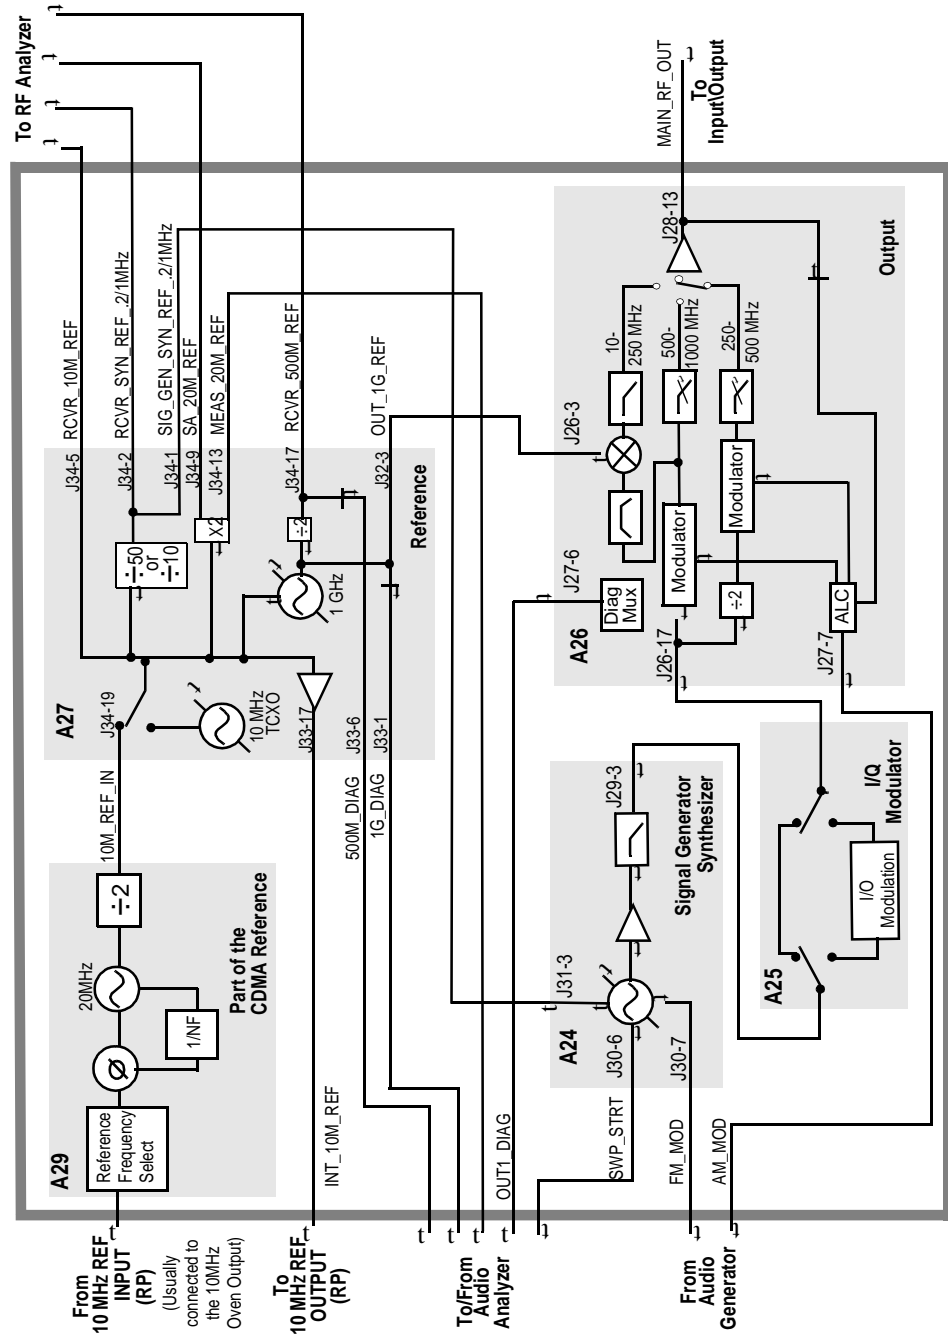 To RF Analyzer
MAIN_RF_OUT
To
Input\Output
J34-5
RCVR_10M_REF
J34-2
RCVR_SYN_REF_.2/1MHz
J34-1
SIG_GEN_SYN_REF_.2/1MHz
J34-9
SA_20M_REF
J34-13
MEAS_20M_REF
J34-17
RCVR_500M_REF
J32-3
OUT_1G_REF
Reference
÷50
or
÷10
X2
÷2
1 GHz
A27
J34-19
10 MHz
TCXO
J33-17
J33-6
J33-1
500M_DIAG
1G_DIAG
10M_REF_IN
÷2
20MHz
1/NF
Ø
Reference
Frequency
Select
A29
Part of the
CDMA Reference
From
10 MHz REF
INPUT
(RP)
(Usually
connected to
the 10MHz
Oven Output)
To
10 MHz REF
OUTPUT
(RP)
INT_10M_REF
To/From
Audio
Analyzer
OUT1_DIAG
SWP_STRT
FM_MOD
AM_MOD
From
Audio
Generator
A24
J31-3
J30-6
J30-7
J29-3
Signal Generator
Synthesizer
A25
I/O
Modulation
I/Q
Modulator
A26
J27-6
Diag
Mux
J26-3
J26-17
Modulator
÷2
Modulator
J27-7
ALC
10-
250 MHz
500-
1000 MHz
250-
500 MHz
J28-13
Output